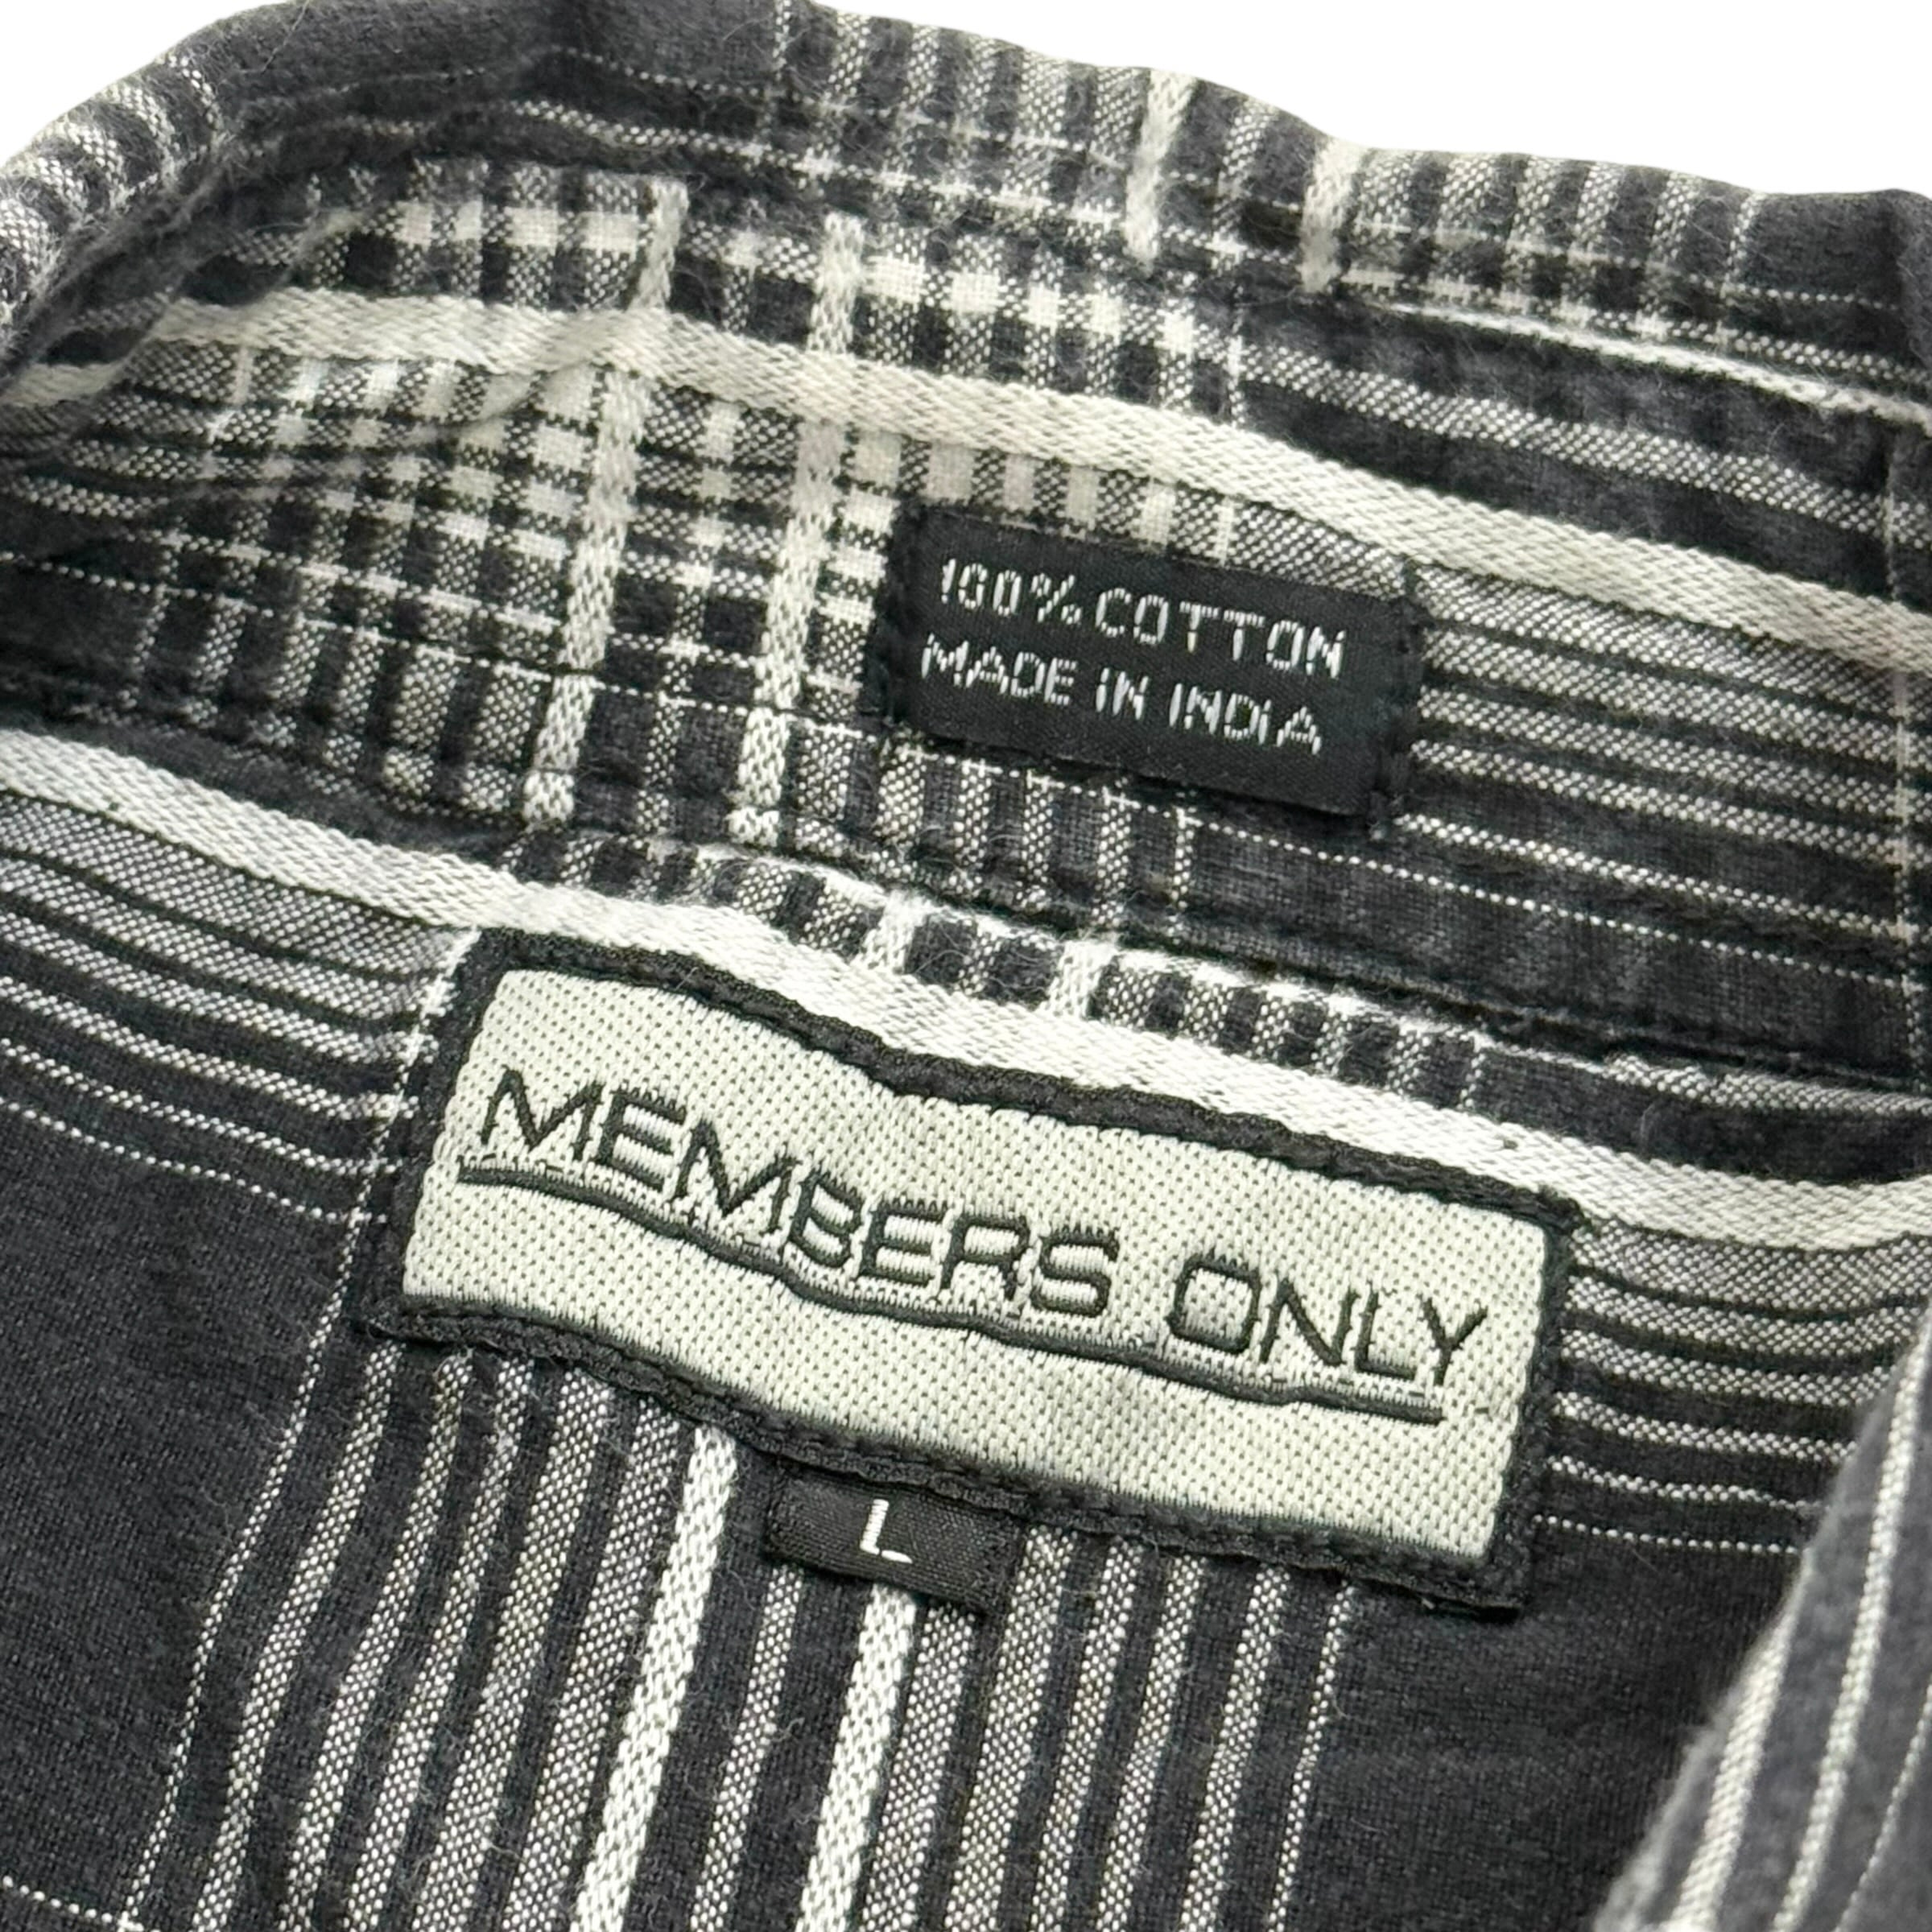 100% COTTON
MADE IN INDIA
MEMBERS ONLY
L